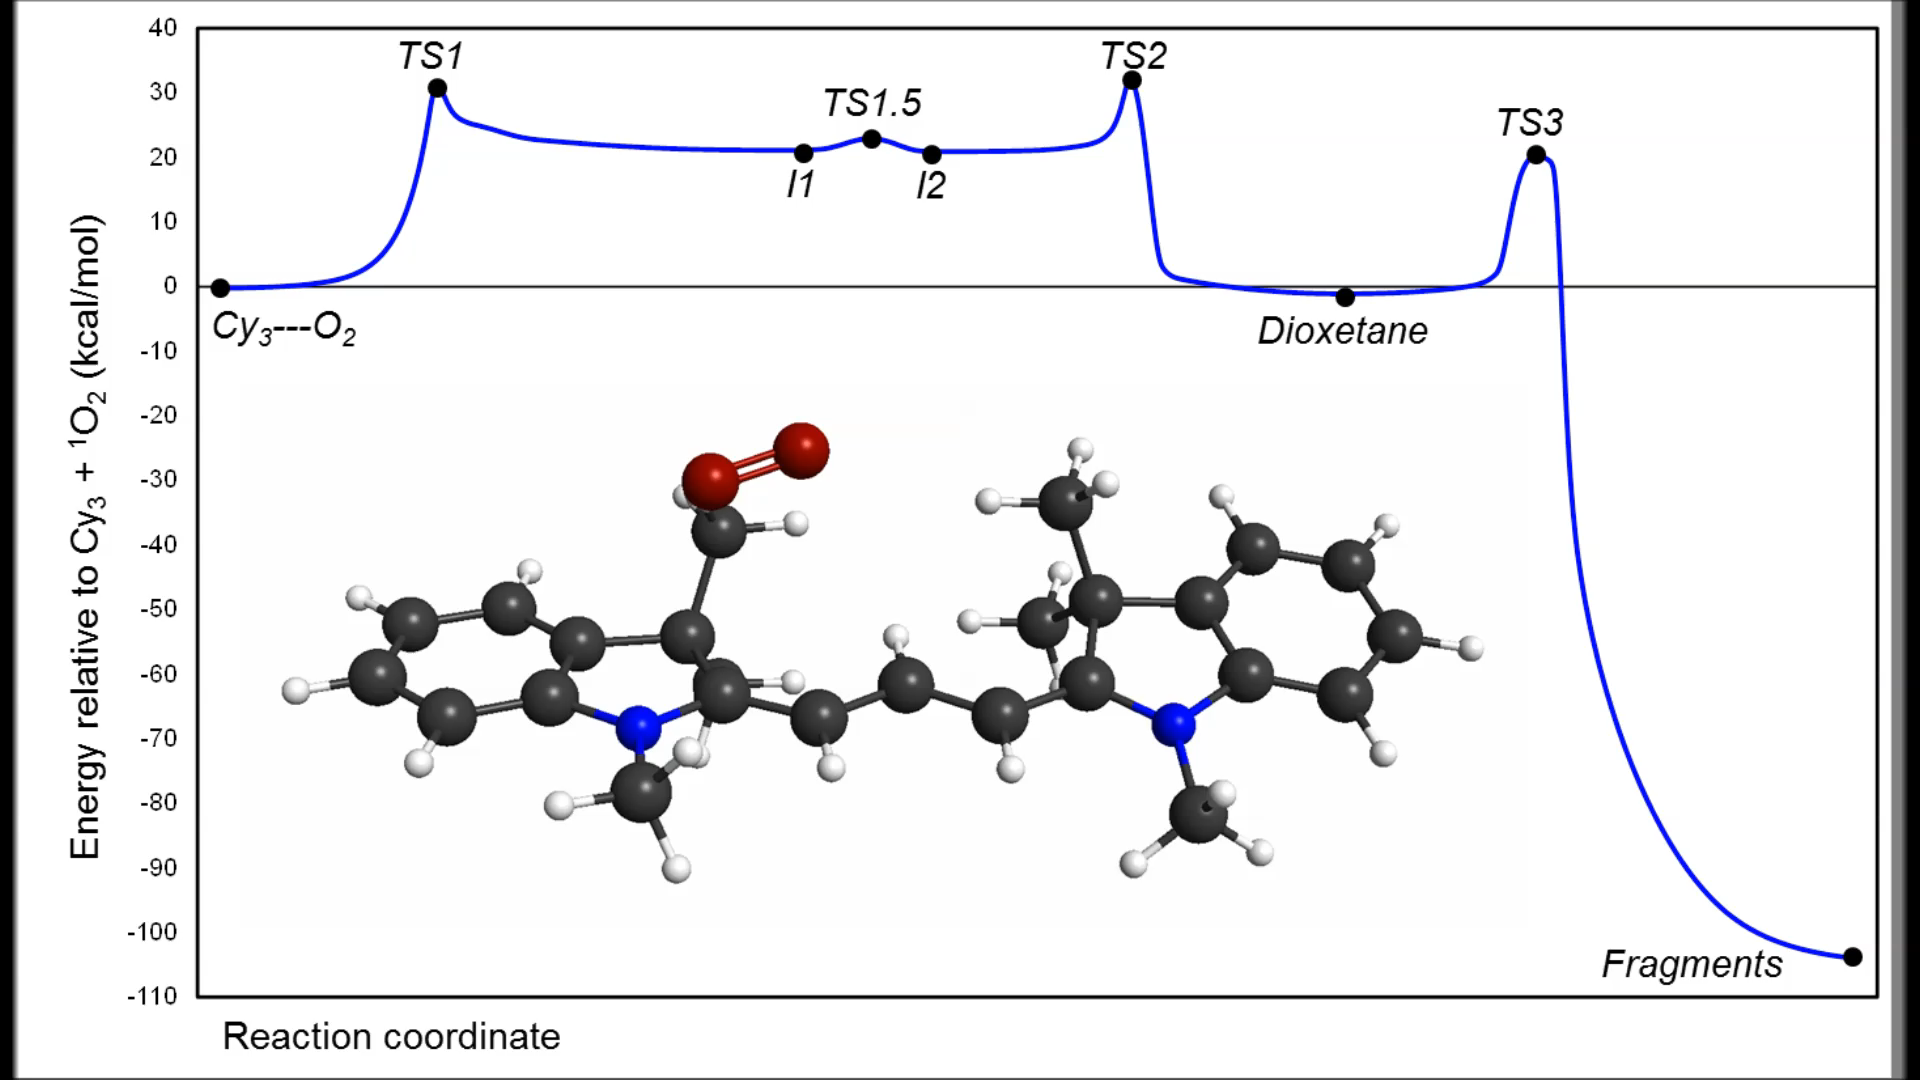 40
30
20
10
0
-10
-20
-30
-40
-50
-60
-70
-80
-90
-100
-110
Energy relative to Cy₃ + ¹O₂ (kcal/mol)
TS1
TS1.5
TS2
TS3
I1
I2
Cy₃---O₂
Dioxetane
Fragments
Reaction coordinate